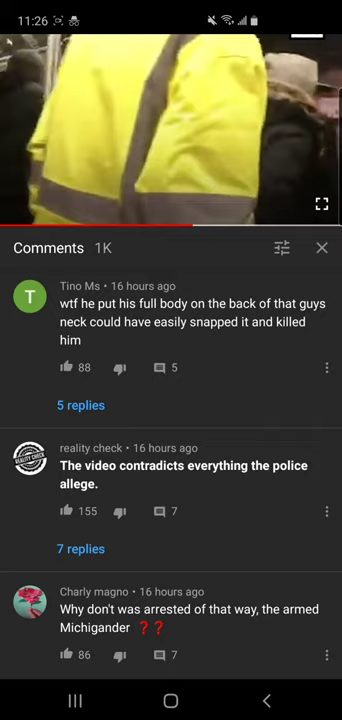 11:26
Comments 1K
Tino Ms • 16 hours ago
wtf he put his full body on the back of that guys
neck could have easily snapped it and killed
him
88 5
5 replies
REALITY CHECK
reality check • 16 hours ago
The video contradicts everything the police
allege.
155 7
7 replies
Charly magno • 16 hours ago
Why don't was arrested of that way, the armed
Michigander ❓❓
86 7
T